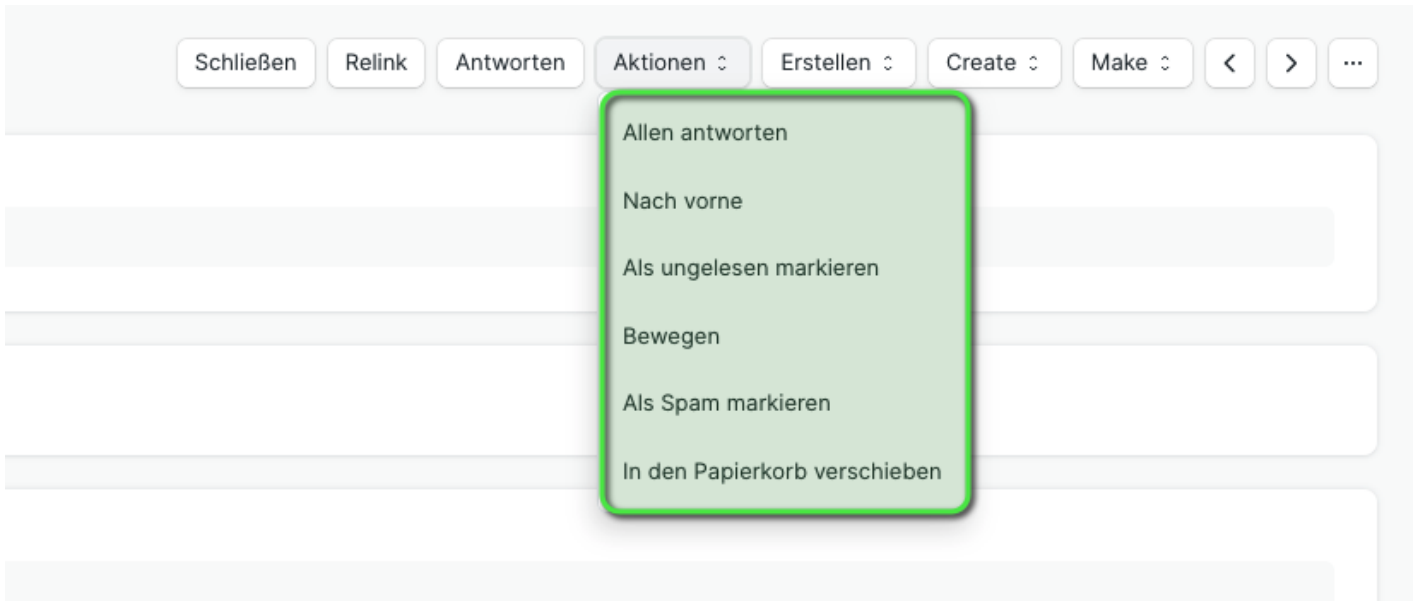 Schließen Relink Antworten Aktionen Erstellen Create Make < > ...
Allen antworten
Nach vorne
Als ungelesen markieren
Bewegen
Als Spam markieren
In den Papierkorb verschieben